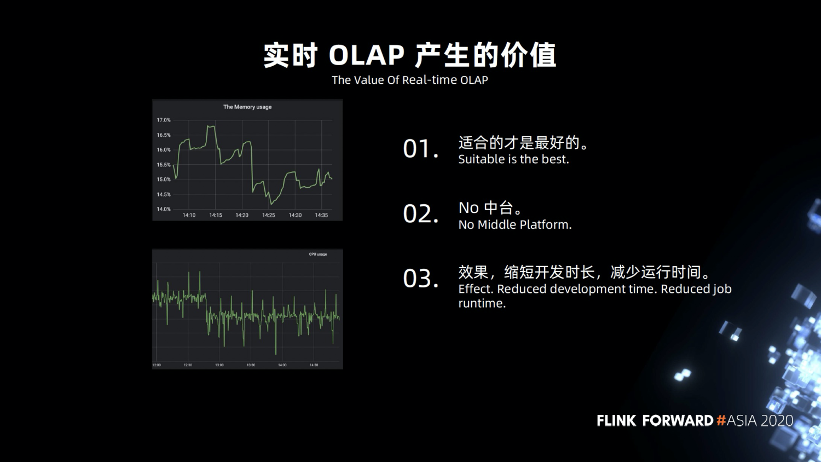 实时 OLAP 产生的价值
The Value Of Real-time OLAP
The Memory usage
17.0%
16.5%
16.0%
15.5%
15.0%
14.5%
14.0%
14:10 14:15 14:20 14:25 14:30 14:35
CPU usage
01.
适合的才是最好的。
Suitable is the best.
02.
No 中台。
No Middle Platform.
03.
效果，缩短开发时长，减少运行时间。
Effect. Reduced development time. Reduced job
runtime.
FLINK FORWARD #ASIA 2020